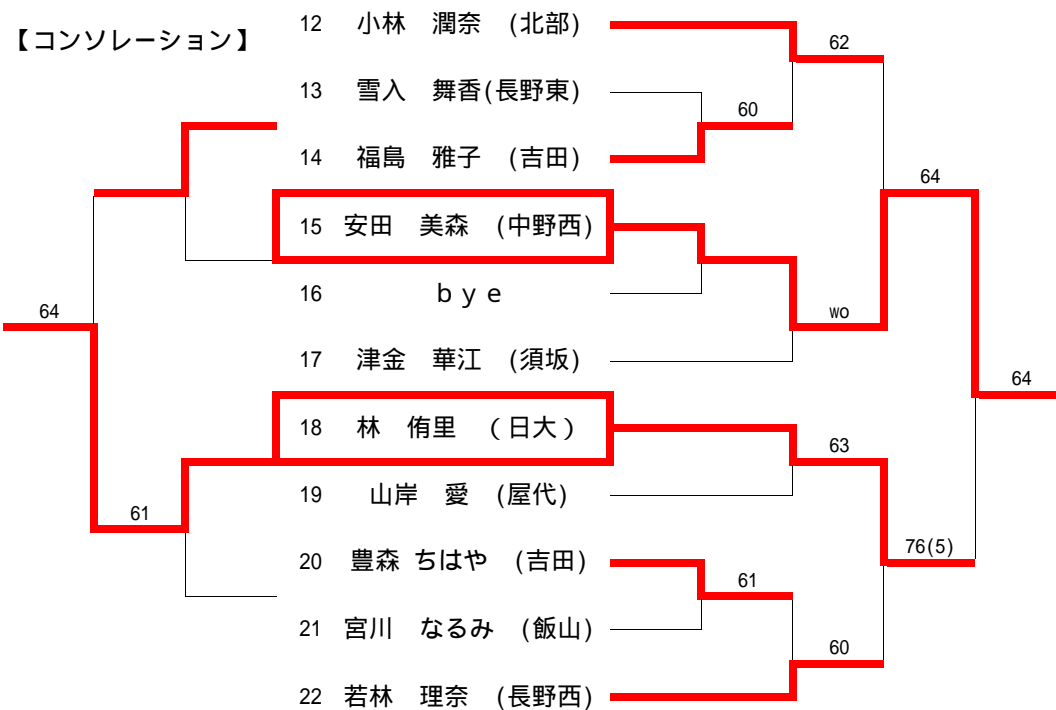 12 小林 潤奈 (北部)
【コンソレーション】
62
13 雪入 舞香(長野東)
60
14 福島 雅子 (吉田)
64
15 安田 美森 (中野西)
16 bye
64
wo
17 津金 華江 (須坂)
64
18 林 侑里 (日大)
63
19 山岸 愛 (屋代)
61
76(5)
20 豊森 ちはや (吉田)
61
21 宮川 なるみ (飯山)
60
22 若林 理奈 (長野西)